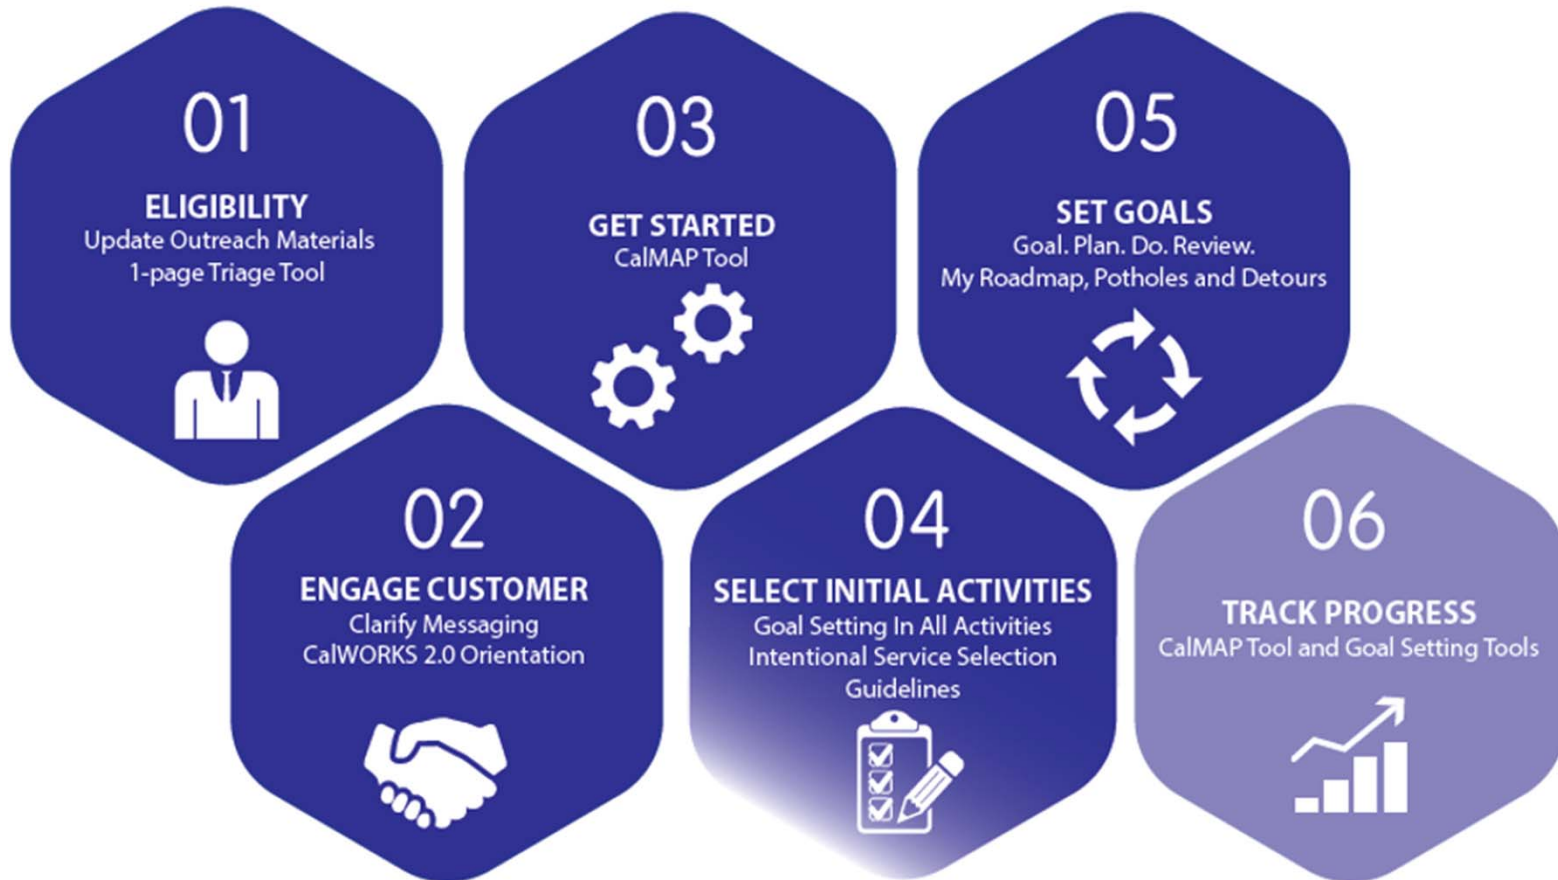 01
ELIGIBILITY
Update Outreach Materials
1-page Triage Tool
02
ENGAGE CUSTOMER
Clarify Messaging
CalWORKS 2.0 Orientation
03
GET STARTED
CalMAP Tool
04
SELECT INITIAL ACTIVITIES
Goal Setting In All Activities
Intentional Service Selection
Guidelines
05
SET GOALS
Goal. Plan. Do. Review.
My Roadmap, Potholes and Detours
06
TRACK PROGRESS
CalMAP Tool and Goal Setting Tools